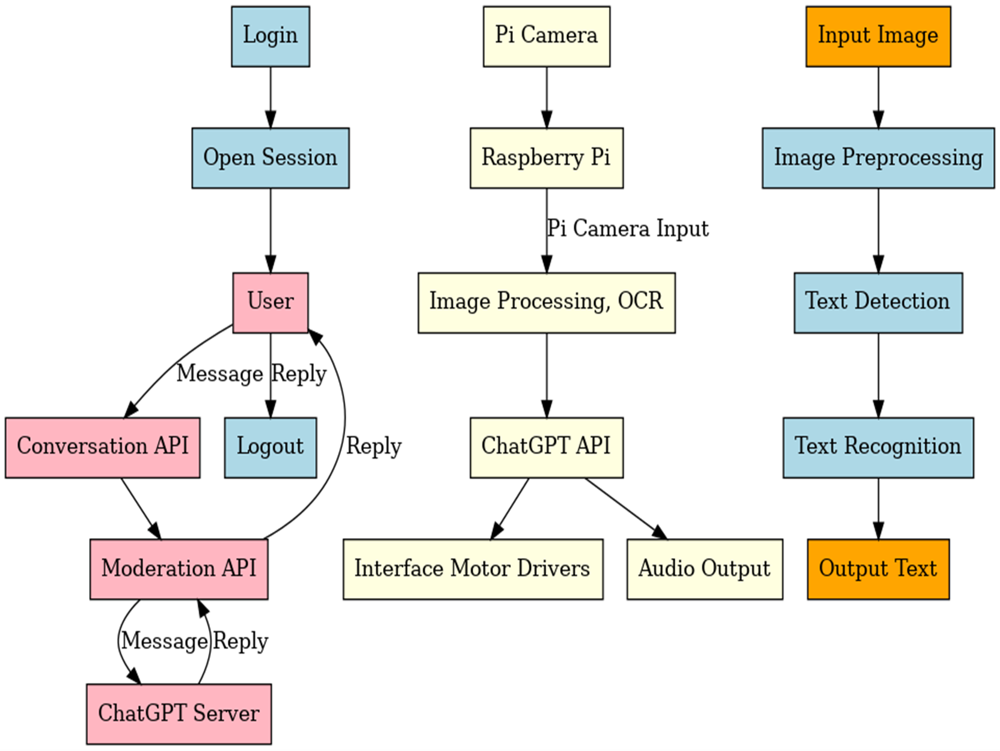 Login
Open Session
User
Message
Reply
Conversation API
Logout
Reply
Moderation API
Message
Reply
ChatGPT Server
Pi Camera
Raspberry Pi
Pi Camera Input
Image Processing, OCR
ChatGPT API
Interface Motor Drivers
Audio Output
Input Image
Image Preprocessing
Text Detection
Text Recognition
Output Text